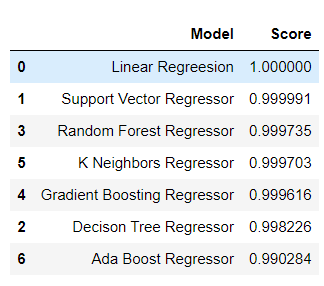 Model Score
0 Linear Regreesion 1.000000
1 Support Vector Regressor 0.999991
3 Random Forest Regressor 0.999735
5 K Neighbors Regressor 0.999703
4 Gradient Boosting Regressor 0.999616
2 Decison Tree Regressor 0.998226
6 Ada Boost Regressor 0.990284